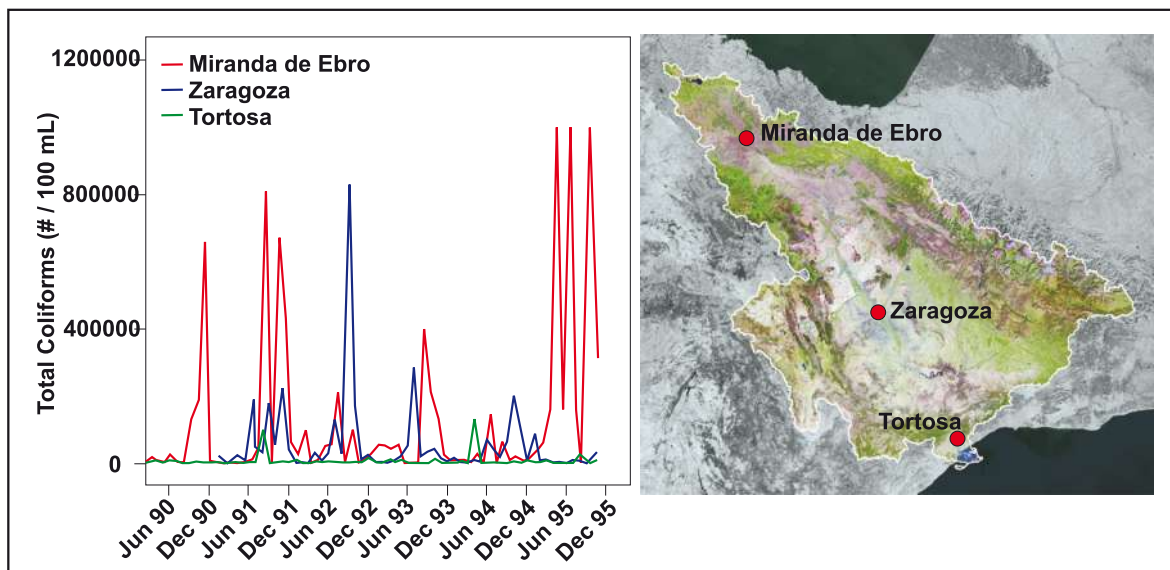 1200000
800000
400000
0
Total Coliforms (# / 100 mL)
Miranda de Ebro
Zaragoza
Tortosa
Jun 90
Dec 90
Jun 91
Dec 91
Jun 92
Dec 92
Jun 93
Dec 93
Jun 94
Dec 94
Jun 95
Dec 95
Miranda de Ebro
Zaragoza
Tortosa